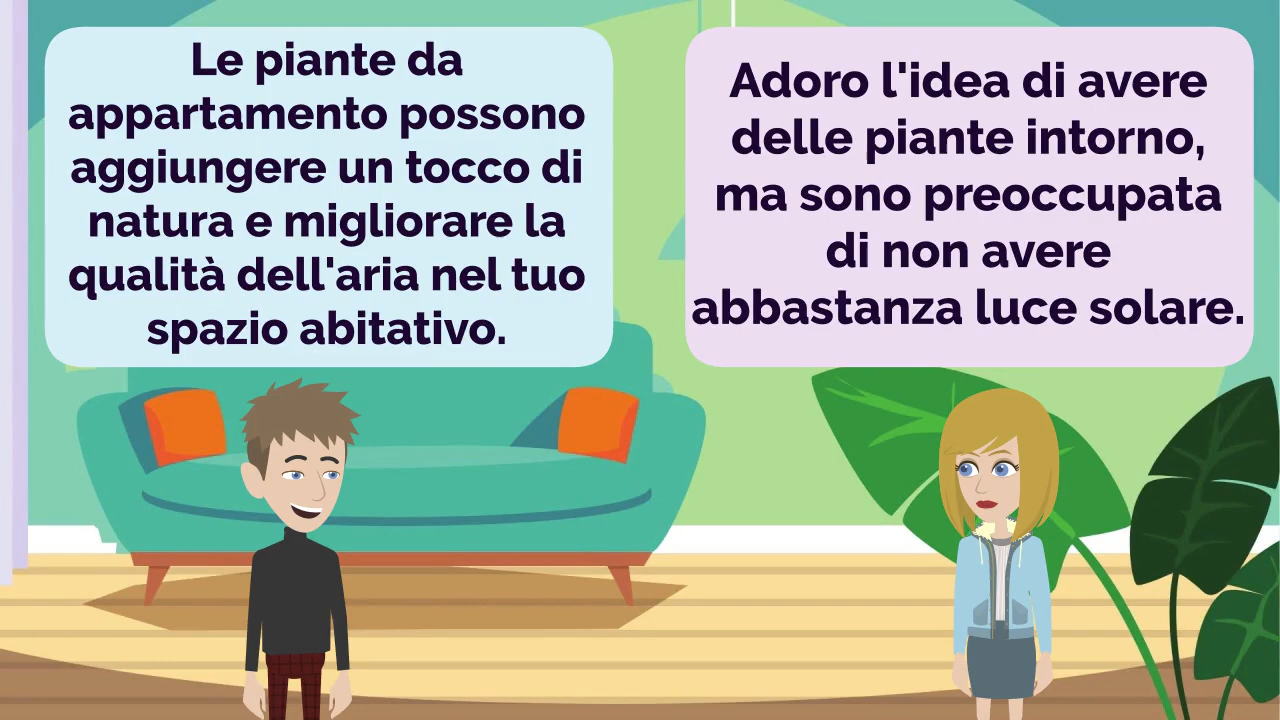 Le piante da
appartamento possono
aggiungere un tocco di
natura e migliorare la
qualità dell'aria nel tuo
spazio abitativo.
Adoro l'idea di avere
delle piante intorno,
ma sono preoccupata
di non avere
abbastanza luce solare.